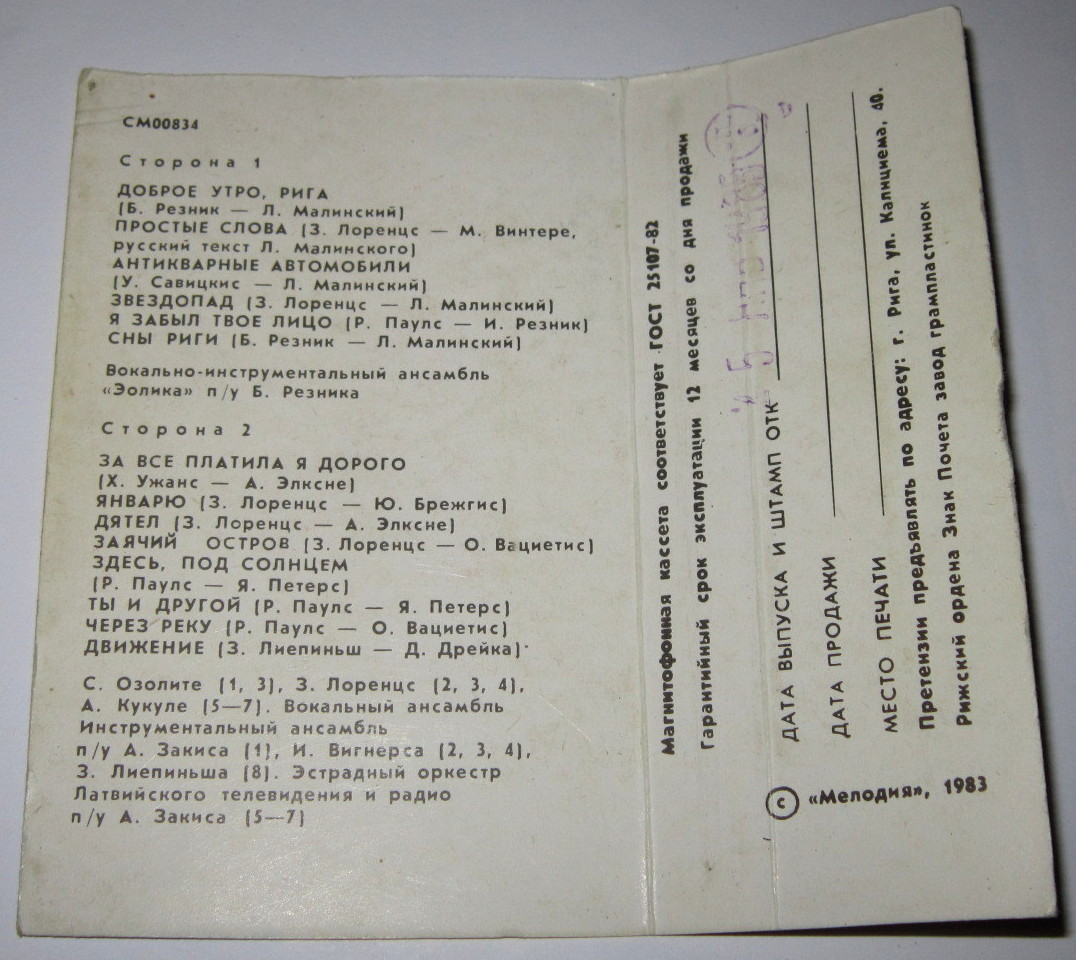 СМ00834
Сторона 1
ДОБРОЕ УТРО, РИГА
(Б. Резник — Л. Малинский)
ПРОСТЫЕ СЛОВА (З. Лоренцс — М. Винтере,
русский текст Л. Малинского)
АНТИКВАРНЫЕ АВТОМОБИЛИ
(У. Савицкис — Л. Малинский)
ЗВЕЗДОПАД (З. Лоренцс — Л. Малинский)
Я ЗАБЫЛ ТВОЕ ЛИЦО (Р. Паулс — И. Резник)
СНЫ РИГИ (Б. Резник — Л. Малинский)
Вокально-инструментальный ансамбль
«Эолика» п/у Б. Резника
Сторона 2
ЗА ВСЕ ПЛАТИЛА Я ДОРОГО
(Х. Ужанс — А. Элксне)
ЯНВАРЮ (З. Лоренцс — Ю. Брежгис)
ДЯТЕЛ (З. Лоренцс — А. Элксне)
ЗАЯЧИЙ ОСТРОВ (З. Лоренцс — О. Вациетис)
ЗДЕСЬ, ПОД СОЛНЦЕМ
(Р. Паулс — Я. Петерс)
ТЫ И ДРУГОЙ (Р. Паулс — Я. Петерс)
ЧЕРЕЗ РЕКУ (Р. Паулс — О. Вациетис)
ДВИЖЕНИЕ (З. Лиепиньш — Д. Дрейка)
С. Озолите (1, 3), З. Лоренцс (2, 3, 4),
А. Кукуле (5—7). Вокальный ансамбль
Инструментальный ансамбль
п/у А. Закиса (1), И. Вигнерса (2, 3, 4),
З. Лиепиньша (8). Эстрадный оркестр
Латвийского телевидения и радио
п/у А. Закиса (5—7)
Магнитофонная кассета соответствует ГОСТ 25107-82
Гарантийный срок эксплуатации 12 месяцев со дня продажи
ДАТА ВЫПУСКА И ШТАМП ОТК
ДАТА ПРОДАЖИ
МЕСТО ПЕЧАТИ
Претензии предъявлять по адресу: г. Рига, ул. Калнциема, 40.
Рижский ордена Знак Почета завод грампластинок
© «Мелодия», 1983